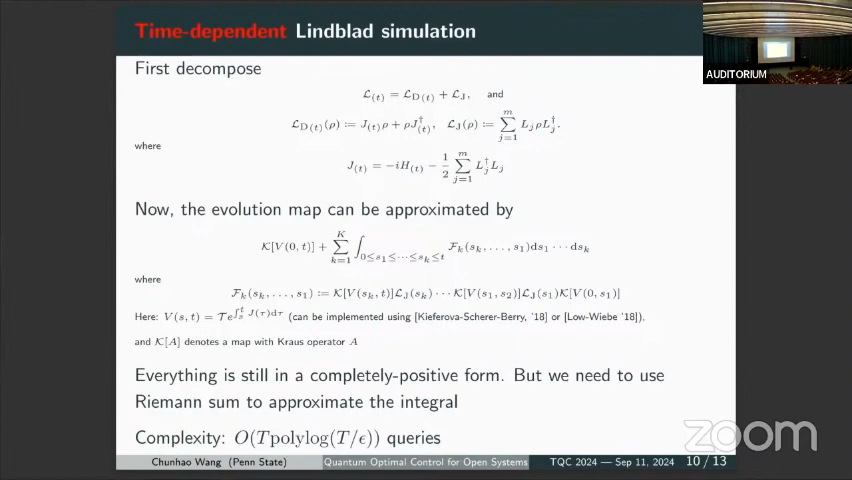 Time-dependent Lindblad simulation
AUDITORIUM
First decompose
ℒ(t) = ℒD(t) + ℒJ, and
ℒD(t)(ρ) ≔ J(t)ρ + ρJ†(t), ℒJ(ρ) ≔ ∑_{j=1}^{m} LjρLj†.
where
J(t) = −iH(t) − 1/2 ∑_{j=1}^{m} Lj†Lj
Now, the evolution map can be approximated by
𝒦[V(0, t)] + ∑_{k=1}^{K} ∫_{0≤s1≤···≤sk≤t} ℱk(sk, . . . , s1)ds1 ··· dsk
where
ℱk(sk, . . . , s1) ≔ 𝒦[V(sk, t)]ℒJ(sk) ··· 𝒦[V(s1, s2)]ℒJ(s1)𝒦[V(0, s1)]
Here: V(s, t) = 𝒯e^{∫_s^t J(τ)dτ} (can be implemented using [Kieferova-Scherer-Berry, '18] or [Low-Wiebe '18]),
and 𝒦[A] denotes a map with Kraus operator A
Everything is still in a completely-positive form. But we need to use
Riemann sum to approximate the integral
Complexity: O(Tpolylog(T/ϵ)) queries
zoom
Chunhao Wang (Penn State) Quantum Optimal Control for Open Systems TQC 2024 — Sep 11, 2024 10 / 13